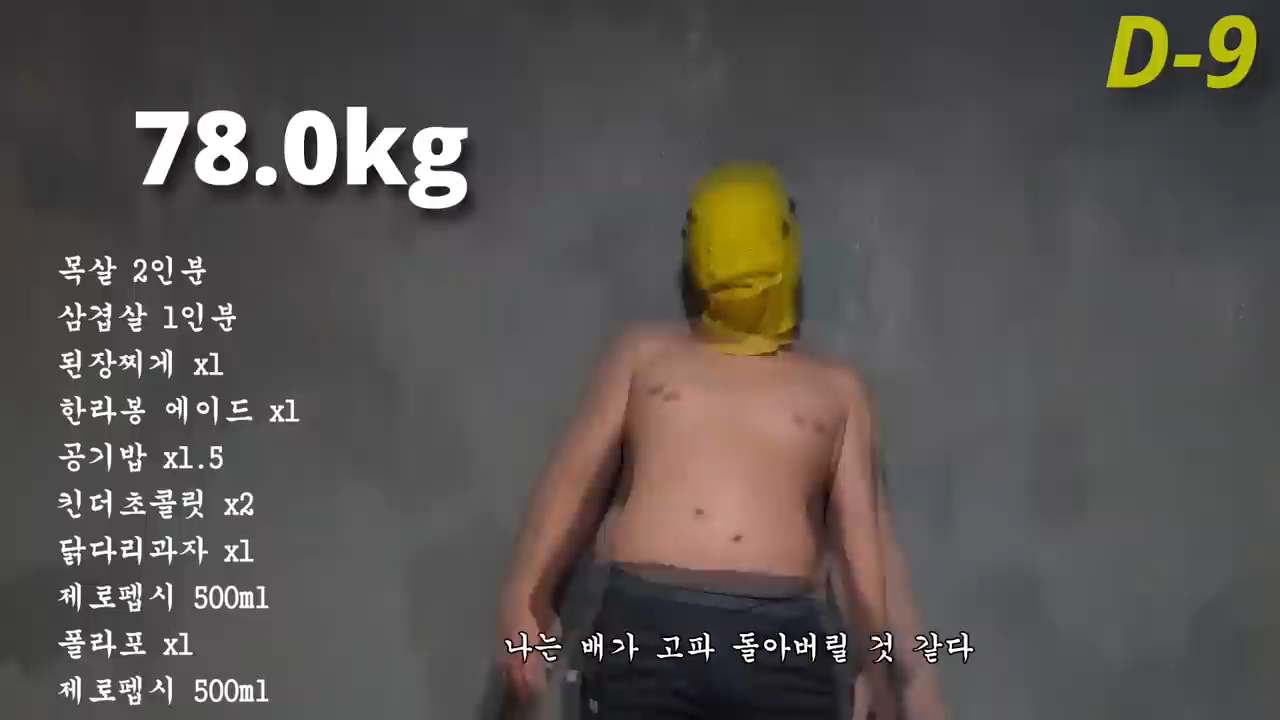 D-9
78.0kg
목살 2인분
삼겹살 1인분
된장찌게 x1
한라봉 에이드 x1
공기밥 x1.5
킨더초콜릿 x2
닭다리과자 x1
제로펩시 500ml
폴라포 x1
제로펩시 500ml
나는 배가 고파 돌아버릴 것 같다